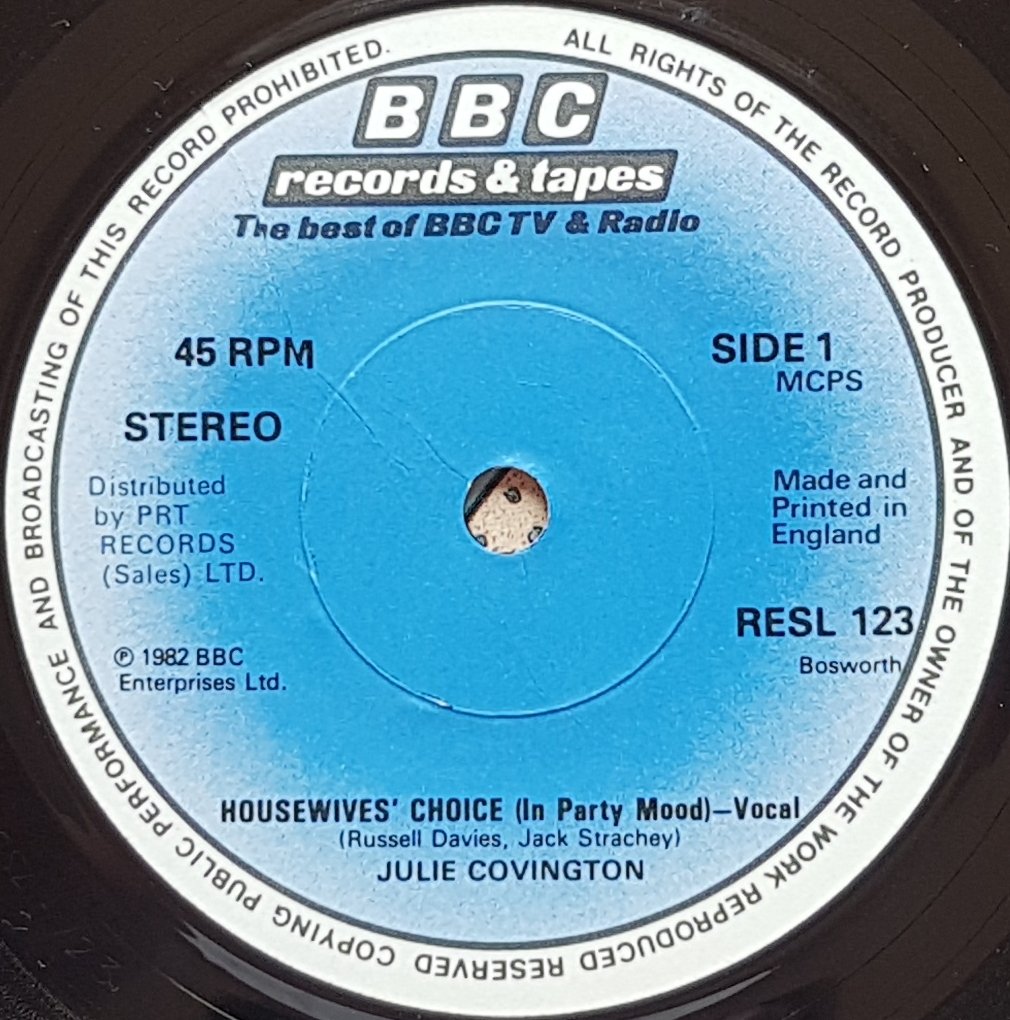 BBC
records & tapes
The best of BBC TV & Radio
45 RPM
STEREO
Distributed
by PRT
RECORDS
(Sales) LTD.
℗ 1982 BBC
Enterprises Ltd.
SIDE 1
MCPS
Made and
Printed in
England
RESL 123
Bosworth
HOUSEWIVES' CHOICE (In Party Mood)–Vocal
(Russell Davies, Jack Strachey)
JULIE COVINGTON
ALL RIGHTS OF THE RECORD PRODUCER AND OF THE OWNER OF THE WORK REPRODUCED RESERVED COPYING PUBLIC PERFORMANCE AND BROADCASTING OF THIS RECORD PROHIBITED.